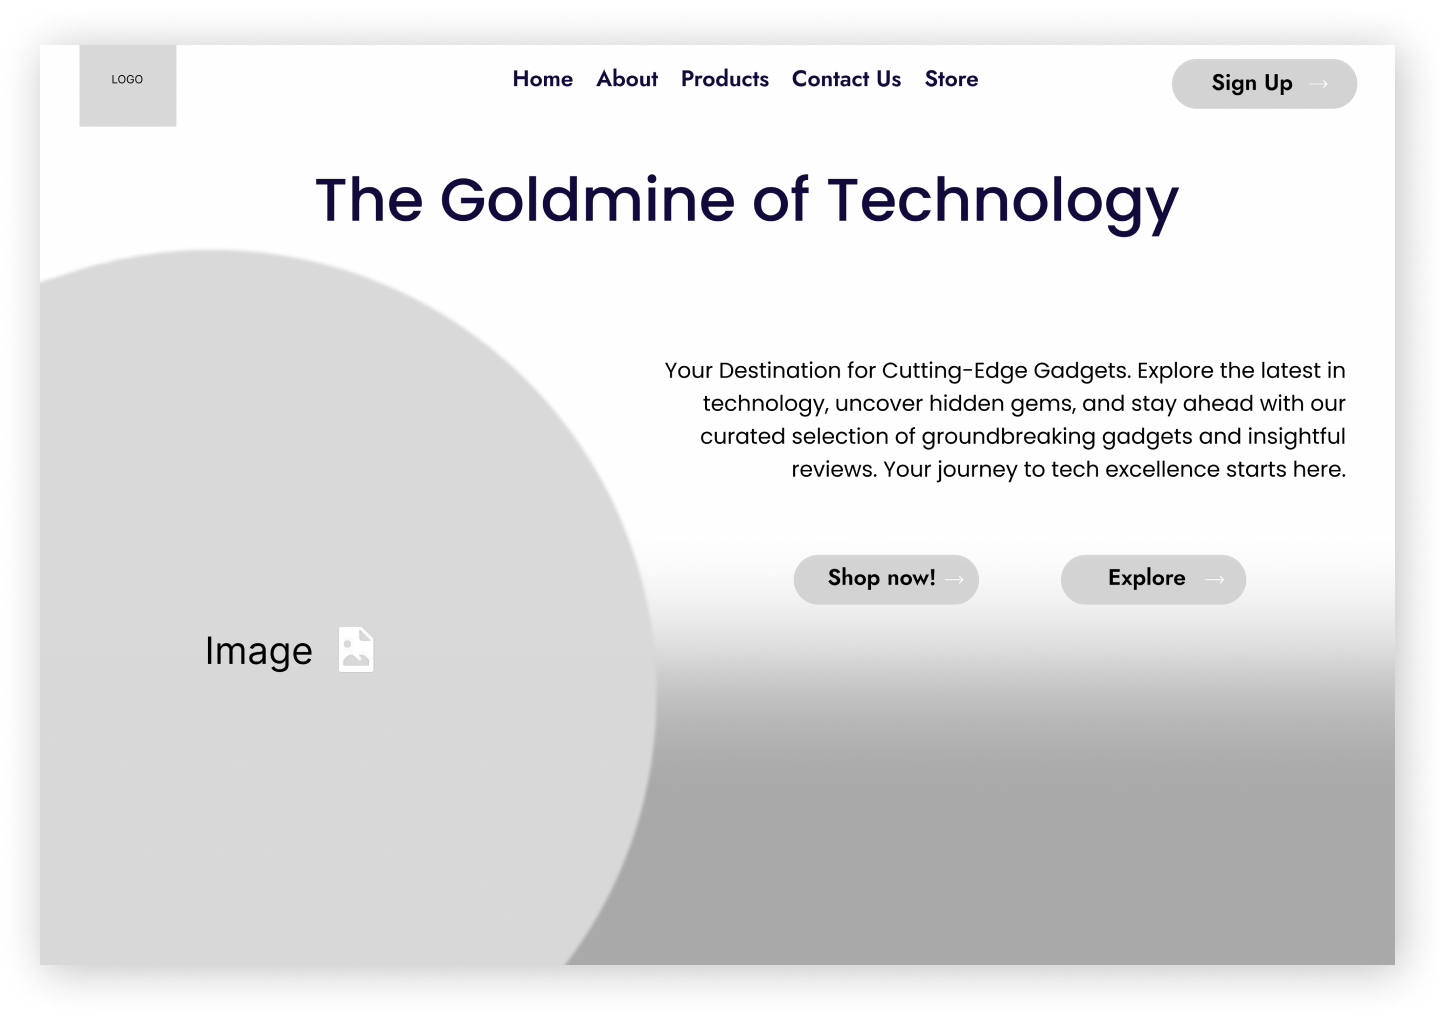 LOGO
Home About Products Contact Us Store
Sign Up →
The Goldmine of Technology
Your Destination for Cutting-Edge Gadgets. Explore the latest in
technology, uncover hidden gems, and stay ahead with our
curated selection of groundbreaking gadgets and insightful
reviews. Your journey to tech excellence starts here.
Shop now! →
Explore →
Image